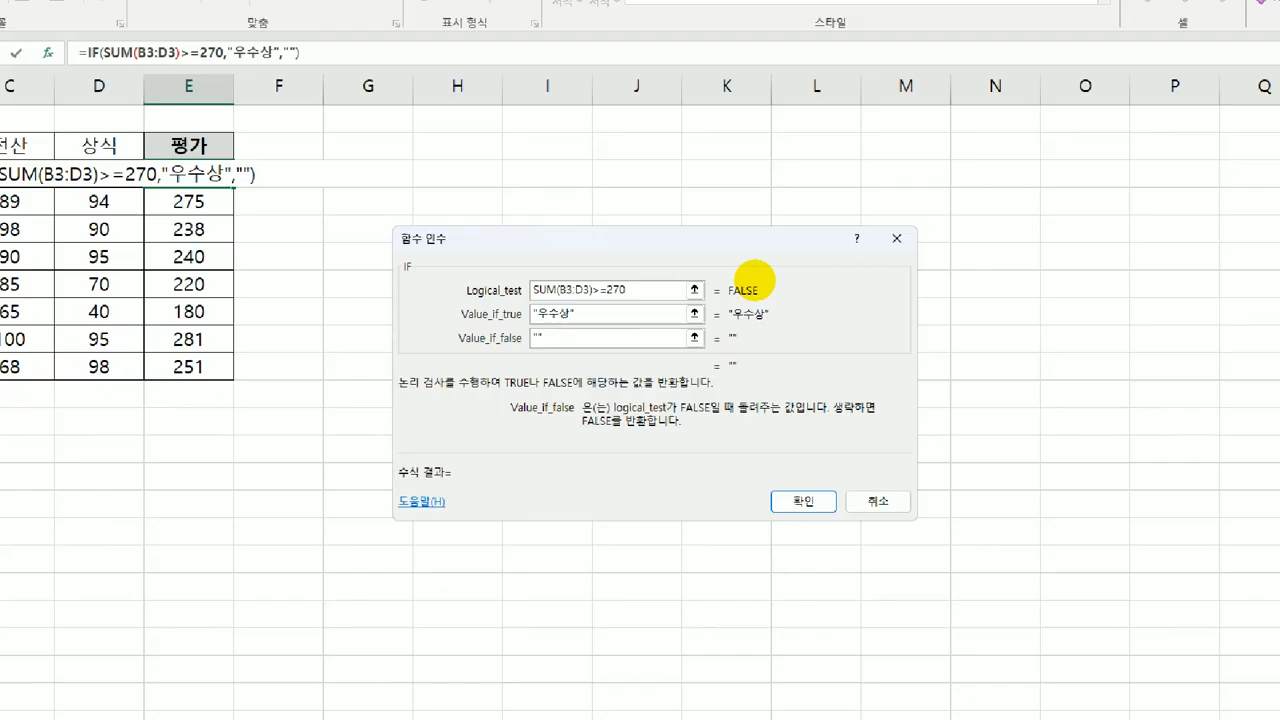 맞춤 표시 형식 스타일 셀
fx =IF(SUM(B3:D3)>=270,"우수상","")
C D E F G H I J K L M N O P Q
전산 상식 평가
SUM(B3:D3)>=270,"우수상","")
89 94 275
98 90 238
90 95 240
85 70 220
65 40 180
100 95 281
68 98 251
함수 인수 ?
IF
Logical_test SUM(B3:D3)>=270 = FALSE
Value_if_true "우수상" = "우수상"
Value_if_false "" = ""
= ""
논리 검사를 수행하여 TRUE나 FALSE에 해당하는 값을 반환합니다.
Value_if_false 은(는) logical_test가 FALSE일 때 돌려주는 값입니다. 생략하면
FALSE를 반환합니다.
수식 결과=
도움말(H) 확인 취소